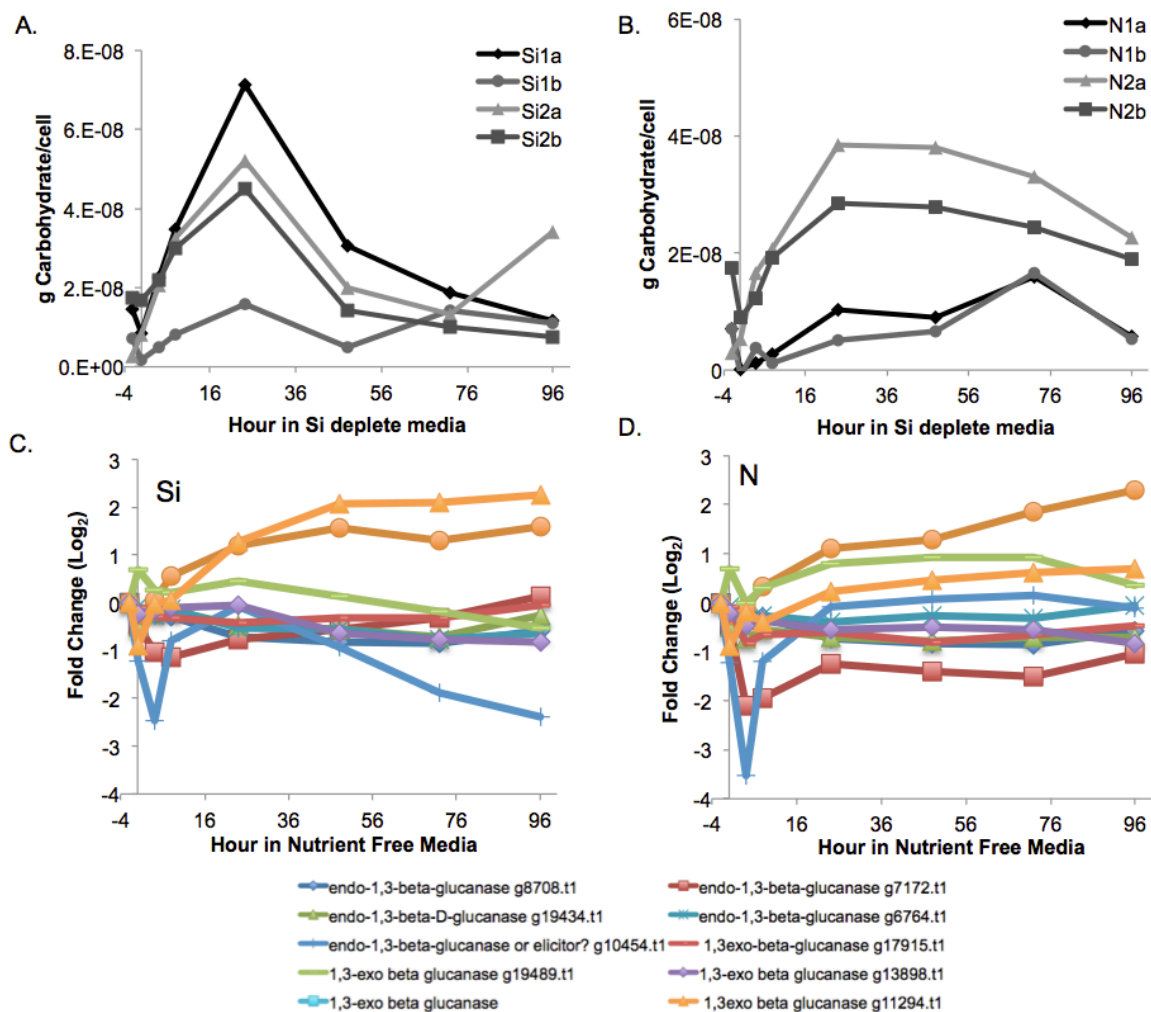 A.
B.
8.E-08
6.E-08
4.E-08
2.E-08
0.E+00
-4 16 36 56 76 96
g Carbohydrate/cell
Hour in Si deplete media
Si1a
Si1b
Si2a
Si2b
6E-08
4E-08
2E-08
0
-4 16 36 56 76 96
g Carbohydrate/cell
Hour in Si deplete media
N1a
N1b
N2a
N2b
C.
D.
3
2
1
0
-1
-2
-3
-4
-4 16 36 56 76 96
Si
Fold Change (Log₂)
Hour in Nutrient Free Media
3
2
1
0
-1
-2
-3
-4
-4 16 36 56 76 96
N
Fold Change (Log₂)
Hour in Nutrient Free Media
endo-1,3-beta-glucanase g8708.t1
endo-1,3-beta-glucanase g7172.t1
endo-1,3-beta-D-glucanase g19434.t1
endo-1,3-beta-glucanase g6764.t1
endo-1,3-beta-glucanase or elicitor? g10454.t1
1,3exo-beta-glucanase g17915.t1
1,3-exo beta glucanase g19489.t1
1,3-exo beta glucanase g13898.t1
1,3-exo beta glucanase
1,3exo beta glucanase g11294.t1